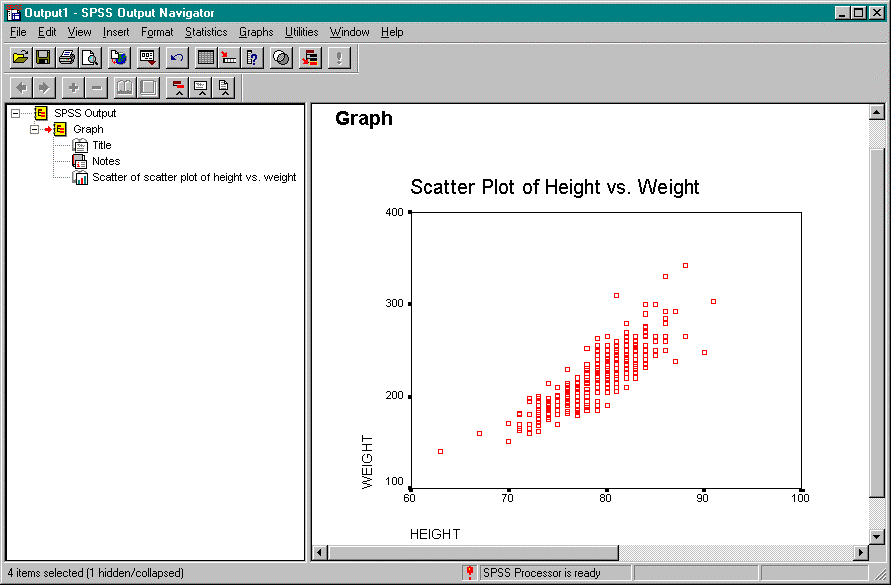 Output1 - SPSS Output Navigator
File Edit View Insert Format Statistics Graphs Utilities Window Help
SPSS Output
Graph
Title
Notes
Scatter of scatter plot of height vs. weight
Graph
Scatter Plot of Height vs. Weight
400
300
200
100
WEIGHT
60 70 80 90 100
HEIGHT
4 items selected (1 hidden/collapsed)
SPSS Processor is ready